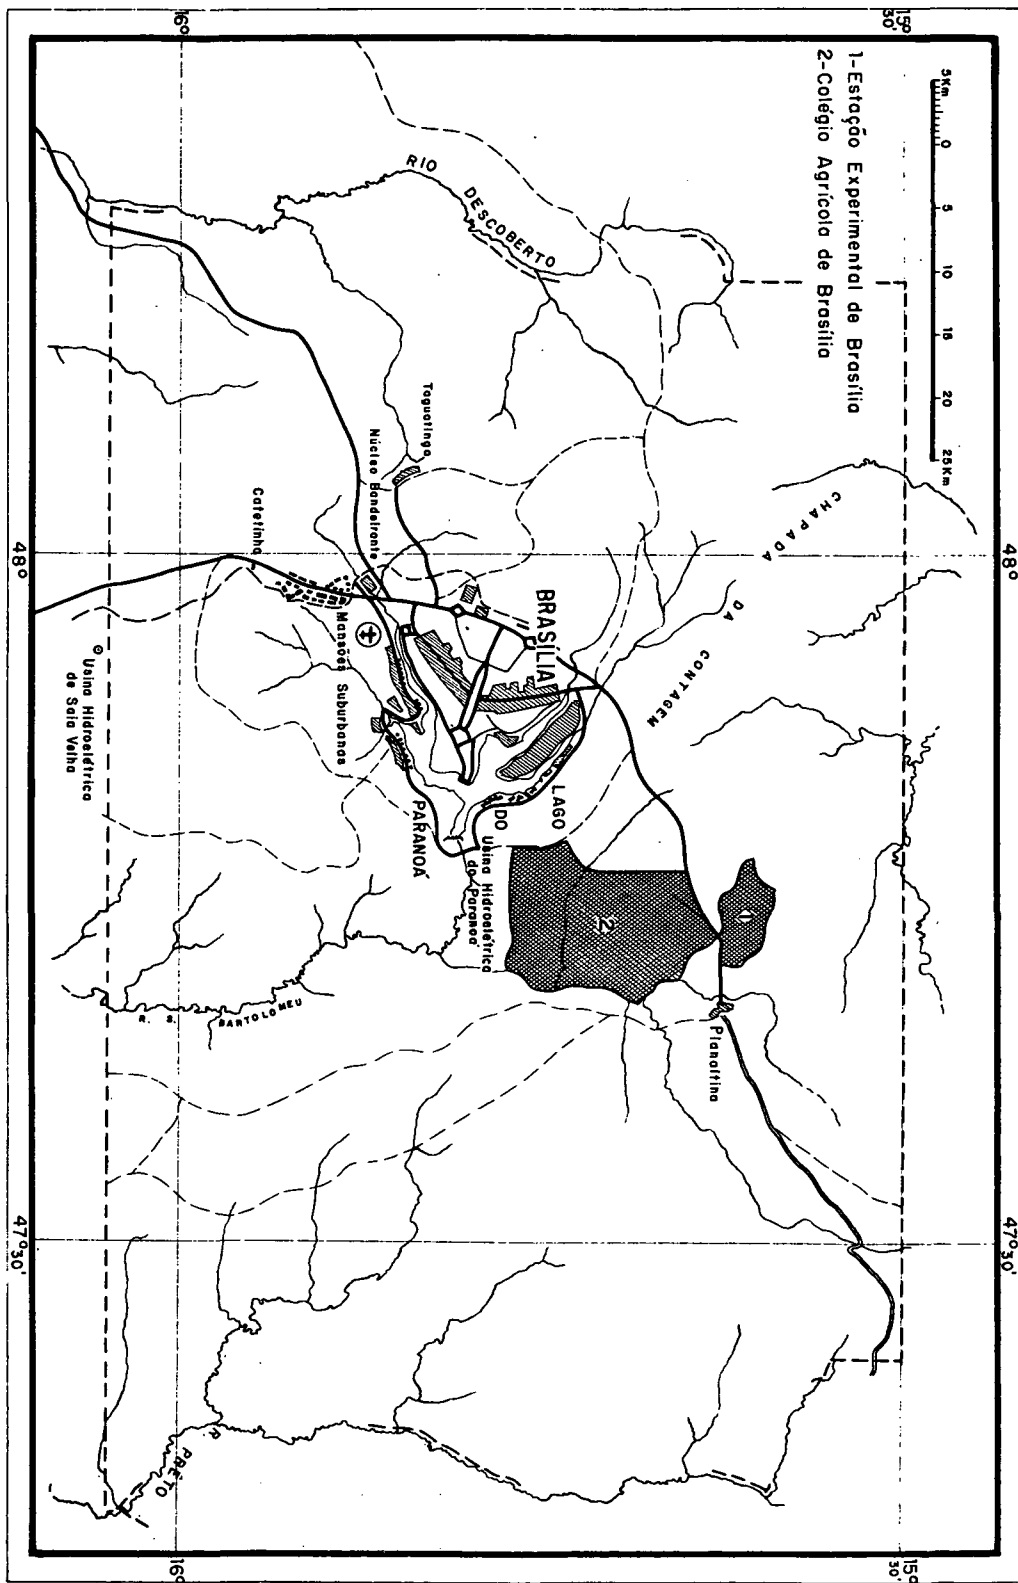 15°
30'
15°
30'
16°
16°
48°
48°
47°30'
47°30'
1-Estação Experimental de Brasília
2-Colégio Agrícola de Brasília
5Km 0 5 10 15 20 25Km
RIO DESCOBERTO
CHAPADA DA CONTAGEM
Taguatinga
Núcleo Bandeirante
Catetinho
BRASÍLIA
Mansões Suburbanas
LAGO
DO
PARANOÁ
Usina Hidroelétrica
do Paranoá
Usina Hidroelétrica
de Saia Velha
1
2
Planaltina
R. S. BARTOLOMEU
R. PRÊTO